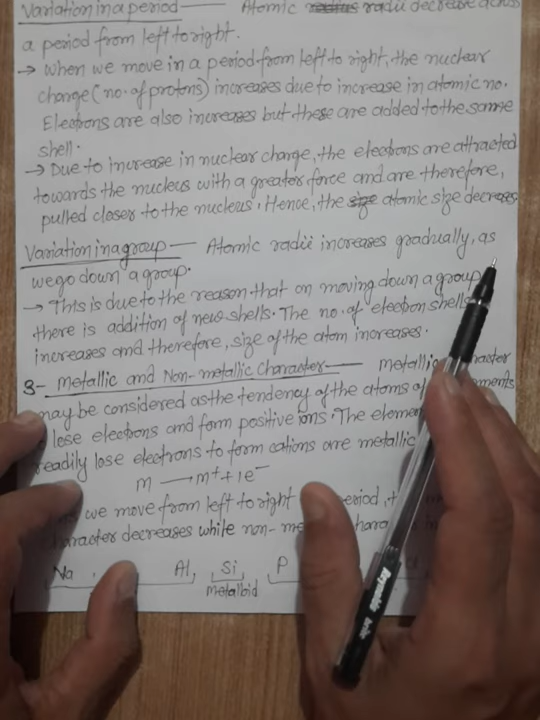 Variation in a period — Atomic radii decrease across
a period from left to right.
→ When we move in a period from left to right, the nuclear
charge (no. of protons) increases due to increase in atomic no.
Electrons are also increases but these are added to the same
shell.
→ Due to increase in nuclear charge, the electrons are attracted
towards the nucleus with a greater force and are therefore,
pulled closer to the nucleus. Hence, the atomic size decreases
Variation in a group — Atomic radii increases gradually, as
we go down a group.
→ This is due to the reason that on moving down a group
there is addition of new shells. The no. of electron shells
increases and therefore, size of the atom increases.
3- Metallic and Non-metallic Character —
may be considered as the tendency of the atoms of
lose electrons and form positive ions. The
readily lose electrons to form cations are metallic
M → M+ + 1e-
we move from left to right period,
character decreases while non-
Na Al, Si P
metalloid
Reynolds